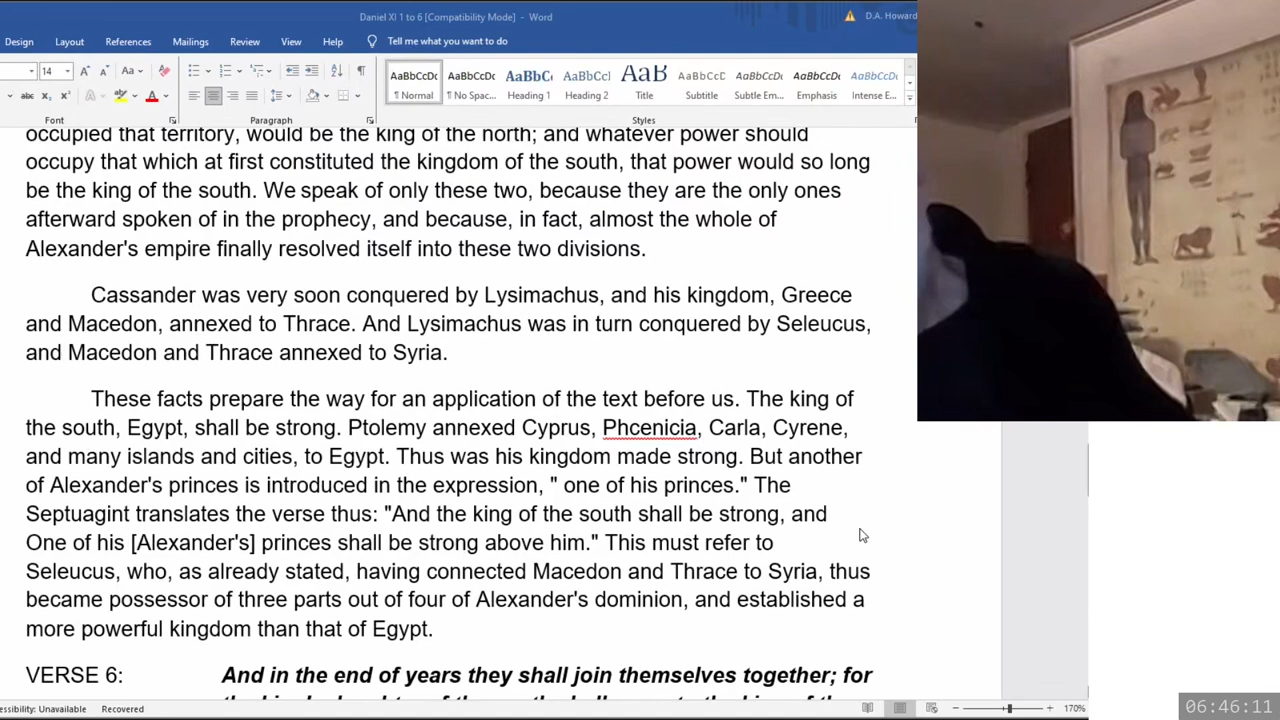 Daniel XI 1 to 6 [Compatibility Mode] - Word
D.A. Howard
Design Layout References Mailings Review View Help Tell me what you want to do
14 Aa
AaBbCcDc AaBbCcDc AaBbC AaBbCcI AaB AaBbCcD AaBbCcDc AaBbCcDc AaBbCcDc
¶ Normal ¶ No Spac... Heading 1 Heading 2 Title Subtitle Subtle Em... Emphasis Intense E...
Font Paragraph Styles
occupied that territory, would be the king of the north; and whatever power should
occupy that which at first constituted the kingdom of the south, that power would so long
be the king of the south. We speak of only these two, because they are the only ones
afterward spoken of in the prophecy, and because, in fact, almost the whole of
Alexander's empire finally resolved itself into these two divisions.
Cassander was very soon conquered by Lysimachus, and his kingdom, Greece
and Macedon, annexed to Thrace. And Lysimachus was in turn conquered by Seleucus,
and Macedon and Thrace annexed to Syria.
These facts prepare the way for an application of the text before us. The king of
the south, Egypt, shall be strong. Ptolemy annexed Cyprus, Phcenicia, Carla, Cyrene,
and many islands and cities, to Egypt. Thus was his kingdom made strong. But another
of Alexander's princes is introduced in the expression, " one of his princes." The
Septuagint translates the verse thus: "And the king of the south shall be strong, and
One of his [Alexander's] princes shall be strong above him." This must refer to
Seleucus, who, as already stated, having connected Macedon and Thrace to Syria, thus
became possessor of three parts out of four of Alexander's dominion, and established a
more powerful kingdom than that of Egypt.
VERSE 6: And in the end of years they shall join themselves together; for
ssibility: Unavailable Recovered 170%
06:46:11